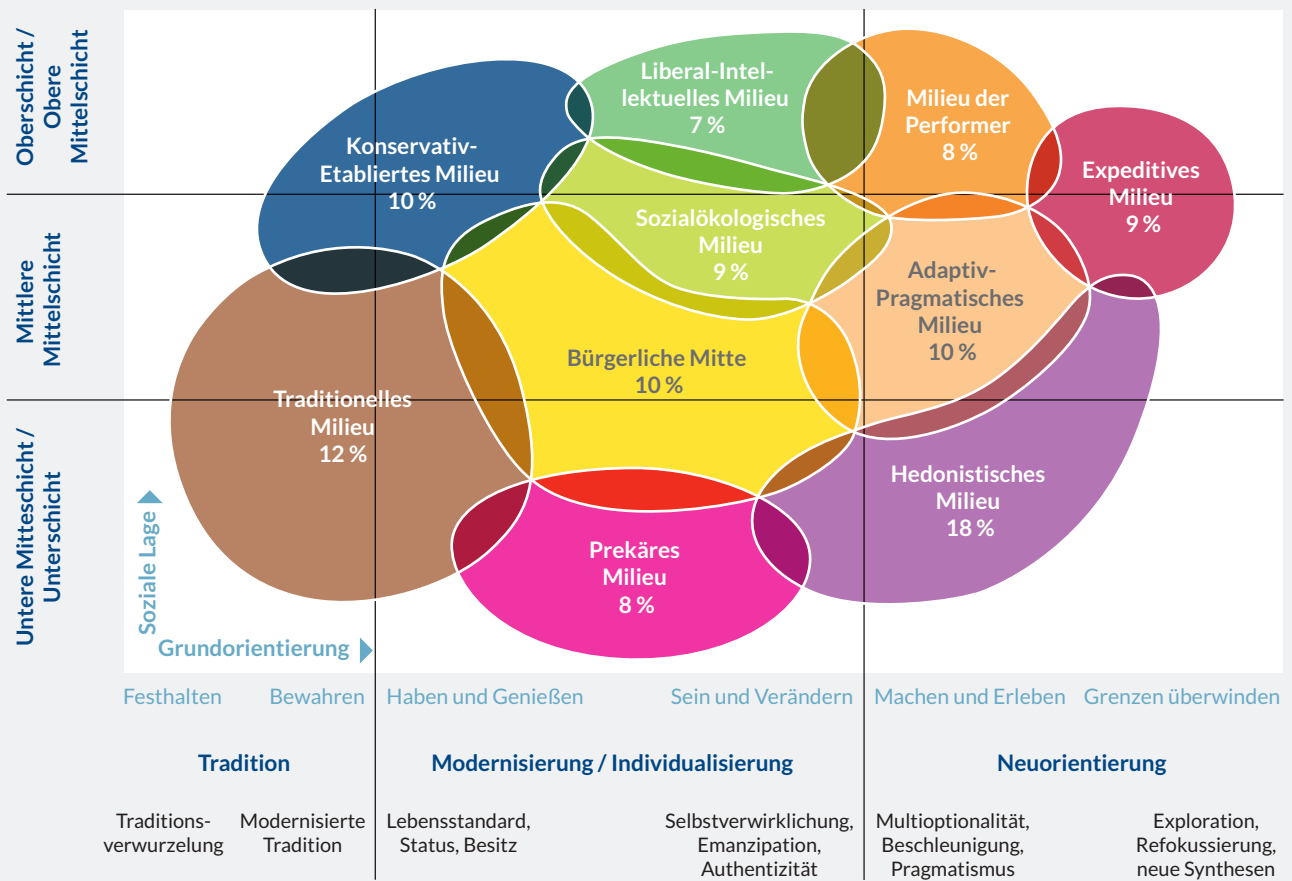 Oberschicht /
Obere
Mittelschicht
Mittlere
Mittelschicht
Untere Mitteschicht /
Unterschicht
Liberal-Intel-
lektuelles Milieu
7 %
Milieu der
Performer
8 %
Konservativ-
Etabliertes Milieu
10 %
Expeditives
Milieu
9 %
Sozialökologisches
Milieu
9 %
Adaptiv-
Pragmatisches
Milieu
10 %
Bürgerliche Mitte
10 %
Traditionelles
Milieu
12 %
Hedonistisches
Milieu
18 %
Prekäres
Milieu
8 %
Soziale Lage
Grundorientierung
Festhalten
Bewahren
Haben und Genießen
Sein und Verändern
Machen und Erleben
Grenzen überwinden
Tradition
Modernisierung / Individualisierung
Neuorientierung
Traditions-
verwurzelung
Modernisierte
Tradition
Lebensstandard,
Status, Besitz
Selbstverwirklichung,
Emanzipation,
Authentizität
Multioptionalität,
Beschleunigung,
Pragmatismus
Exploration,
Refokussierung,
neue Synthesen